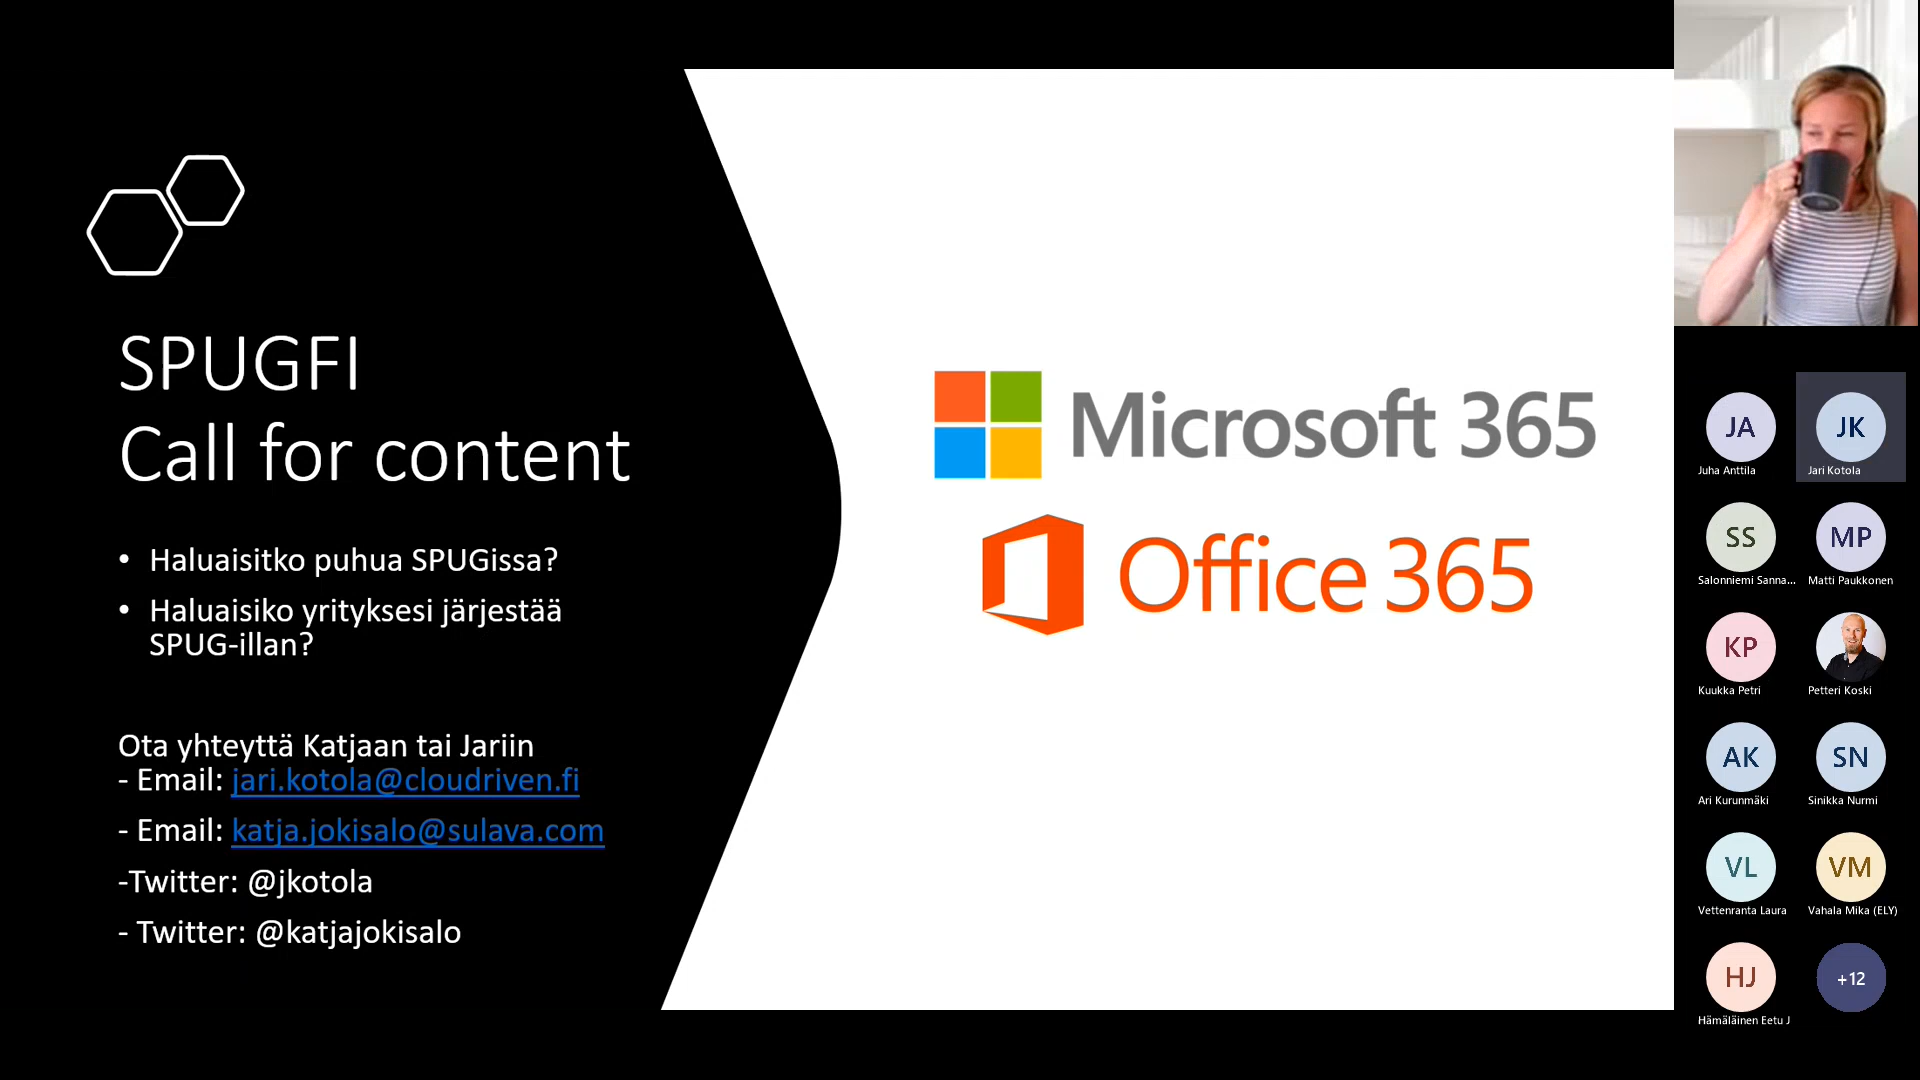 SPUGFI
Call for content
• Haluaisitko puhua SPUGissa?
• Haluaisiko yrityksesi järjestää
SPUG-illan?
Ota yhteyttä Katjaan tai Jariin
- Email: jari.kotola@cloudriven.fi
- Email: katja.jokisalo@sulava.com
-Twitter: @jkotola
- Twitter: @katjajokisalo
Microsoft 365
Office 365
JA
JK
Juha Anttila
Jari Kotola
SS
MP
Salonniemi Sanna...
Matti Paukkonen
KP
Kuukka Petri
Petteri Koski
AK
SN
Ari Kurunmäki
Sinikka Nurmi
VL
VM
Vettenranta Laura
Vahala Mika (ELY)
HJ
+12
Hämäläinen Eetu J